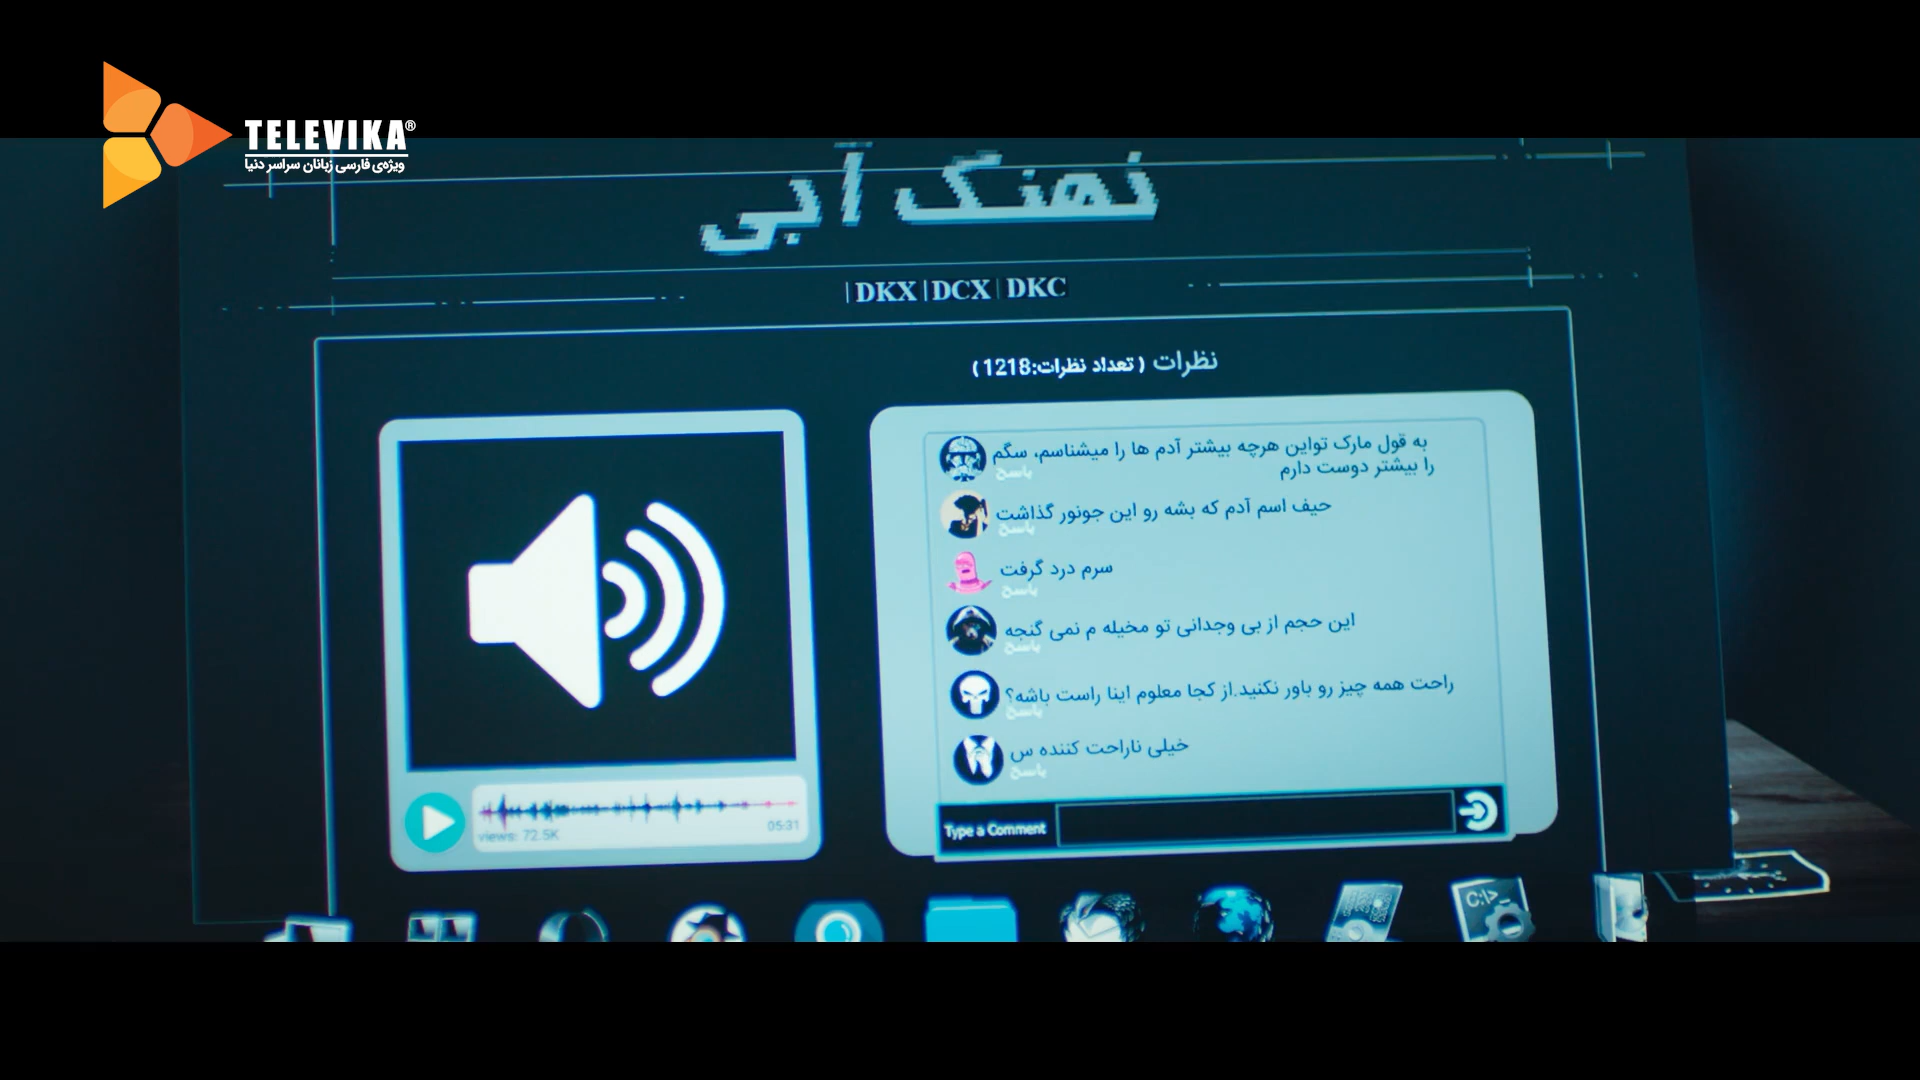 TELEVIKA®
ویژه‌ی فارسی زبانان سراسر دنیا
نهنگ آبی
| DKX | DCX | DKC
نظرات ( تعداد نظرات:1218 )
به قول مارک تواین هرچه بیشتر آدم ها را میشناسم، سگم
را بیشتر دوست دارم
پاسخ
حیف اسم آدم که بشه رو این جونور گذاشت
پاسخ
سرم درد گرفت
پاسخ
این حجم از بی وجدانی تو مخیله م نمی گنجه
پاسخ
راحت همه چیز رو باور نکنید.از کجا معلوم اینا راست باشه؟
پاسخ
خیلی ناراحت کننده س
پاسخ
Type a Comment
05:31
views: 72.5K
C:\>_